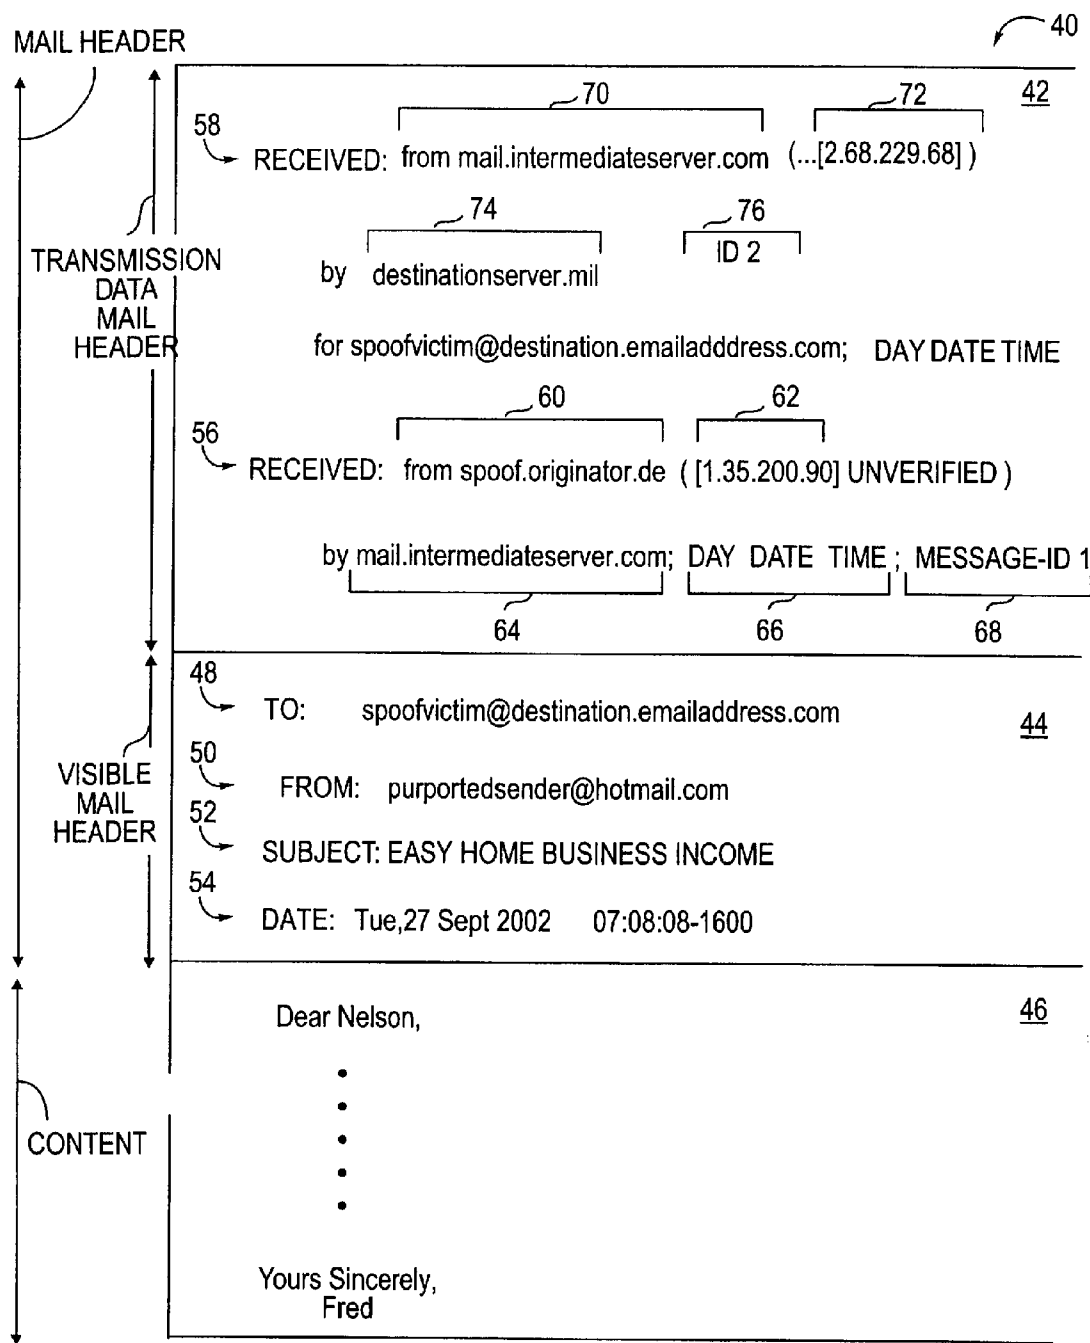 40
MAIL HEADER
42
70
72
58
RECEIVED: from mail.intermediateserver.com (...[2.68.229.68] )
74
76
ID 2
TRANSMISSION
DATA
MAIL
HEADER
by destinationserver.mil
for spoofvictim@destination.emailadddress.com; DAY DATE TIME
60
62
56
RECEIVED: from spoof.originator.de ( [1.35.200.90] UNVERIFIED )
by mail.intermediateserver.com; DAY DATE TIME ; MESSAGE-ID 1
64
66
68
48
TO: spoofvictim@destination.emailaddress.com
44
50
VISIBLE
MAIL
HEADER
FROM: purportedsender@hotmail.com
52
SUBJECT: EASY HOME BUSINESS INCOME
54
DATE: Tue,27 Sept 2002 07:08:08-1600
46
Dear Nelson,
CONTENT
Yours Sincerely,
Fred